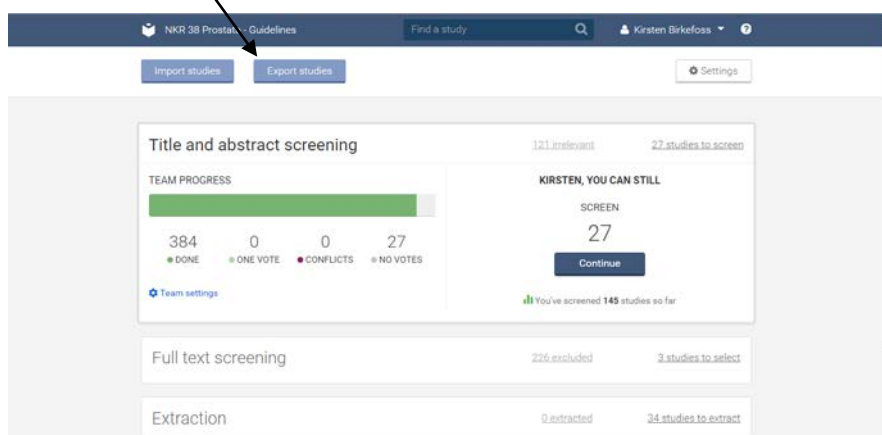 NKR 38 Prostata - Guidelines
Find a study
Kirsten Birkefoss
Import studies
Export studies
Settings
Title and abstract screening
121 irrelevant
27 studies to screen
TEAM PROGRESS
384
DONE
0
ONE VOTE
0
CONFLICTS
27
NO VOTES
Team settings
KIRSTEN, YOU CAN STILL
SCREEN
27
Continue
You've screened 145 studies so far
Full text screening
226 excluded
3 studies to select
Extraction
0 extracted
34 studies to extract